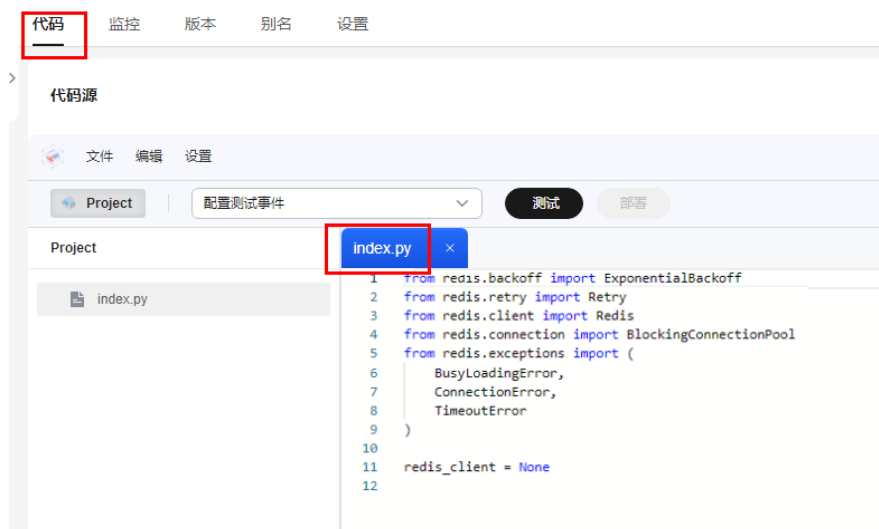 代码 监控 版本 别名 设置
代码源
文件 编辑 设置
Project 配置测试事件 测试 部署
Project index.py ×
index.py
1 from redis.backoff import ExponentialBackoff
2 from redis.retry import Retry
3 from redis.client import Redis
4 from redis.connection import BlockingConnectionPool
5 from redis.exceptions import (
6 BusyLoadingError,
7 ConnectionError,
8 TimeoutError
9 )
10
11 redis_client = None
12